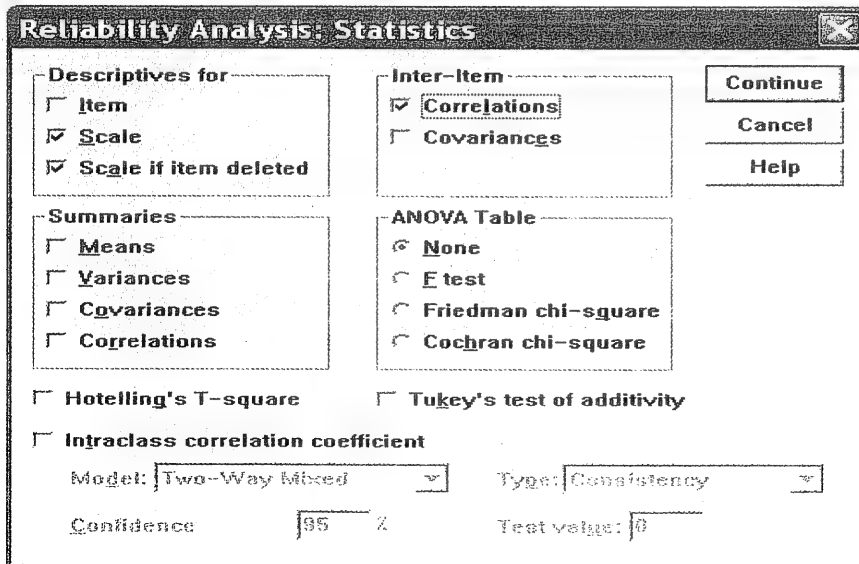 Reliability Analysis: Statistics
Descriptives for
Item
Scale
Scale if item deleted
Inter-Item
Correlations
Covariances
Continue
Cancel
Help
Summaries
Means
Variances
Covariances
Correlations
ANOVA Table
None
F test
Friedman chi-square
Cochran chi-square
Hotelling's T-square
Tukey's test of additivity
Intraclass correlation coefficient
Model: Two-Way Mixed
Type: Consistency
Confidence 95 %
Test value: 0